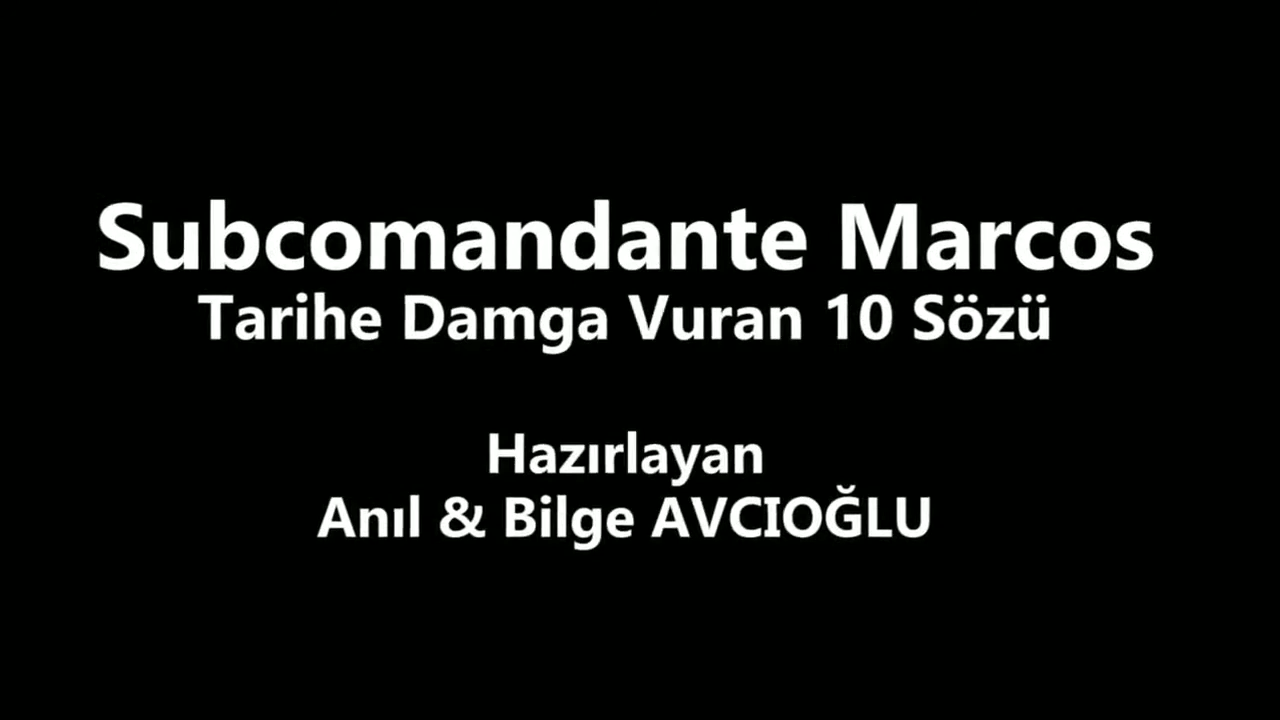 Subcomandante Marcos
Tarihe Damga Vuran 10 Sözü
Hazırlayan
Anıl & Bilge AVCIOĞLU